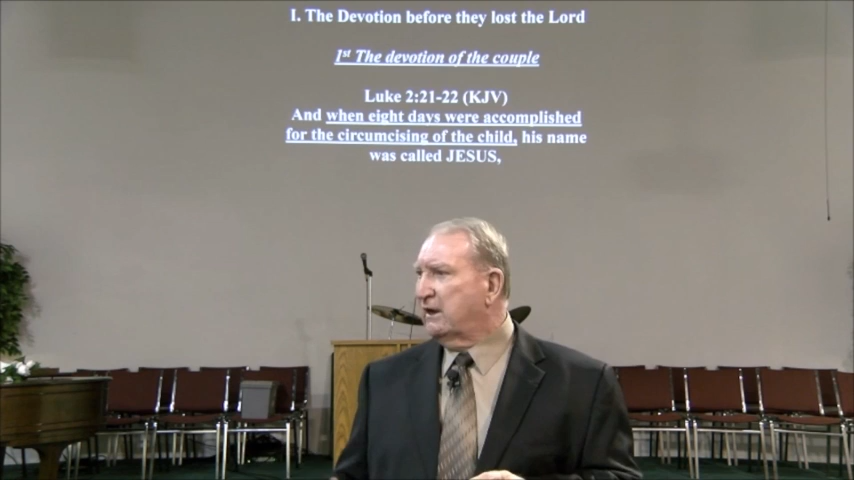 I. The Devotion before they lost the Lord
1st The devotion of the couple
Luke 2:21-22 (KJV)
And when eight days were accomplished
for the circumcising of the child, his name
was called JESUS,